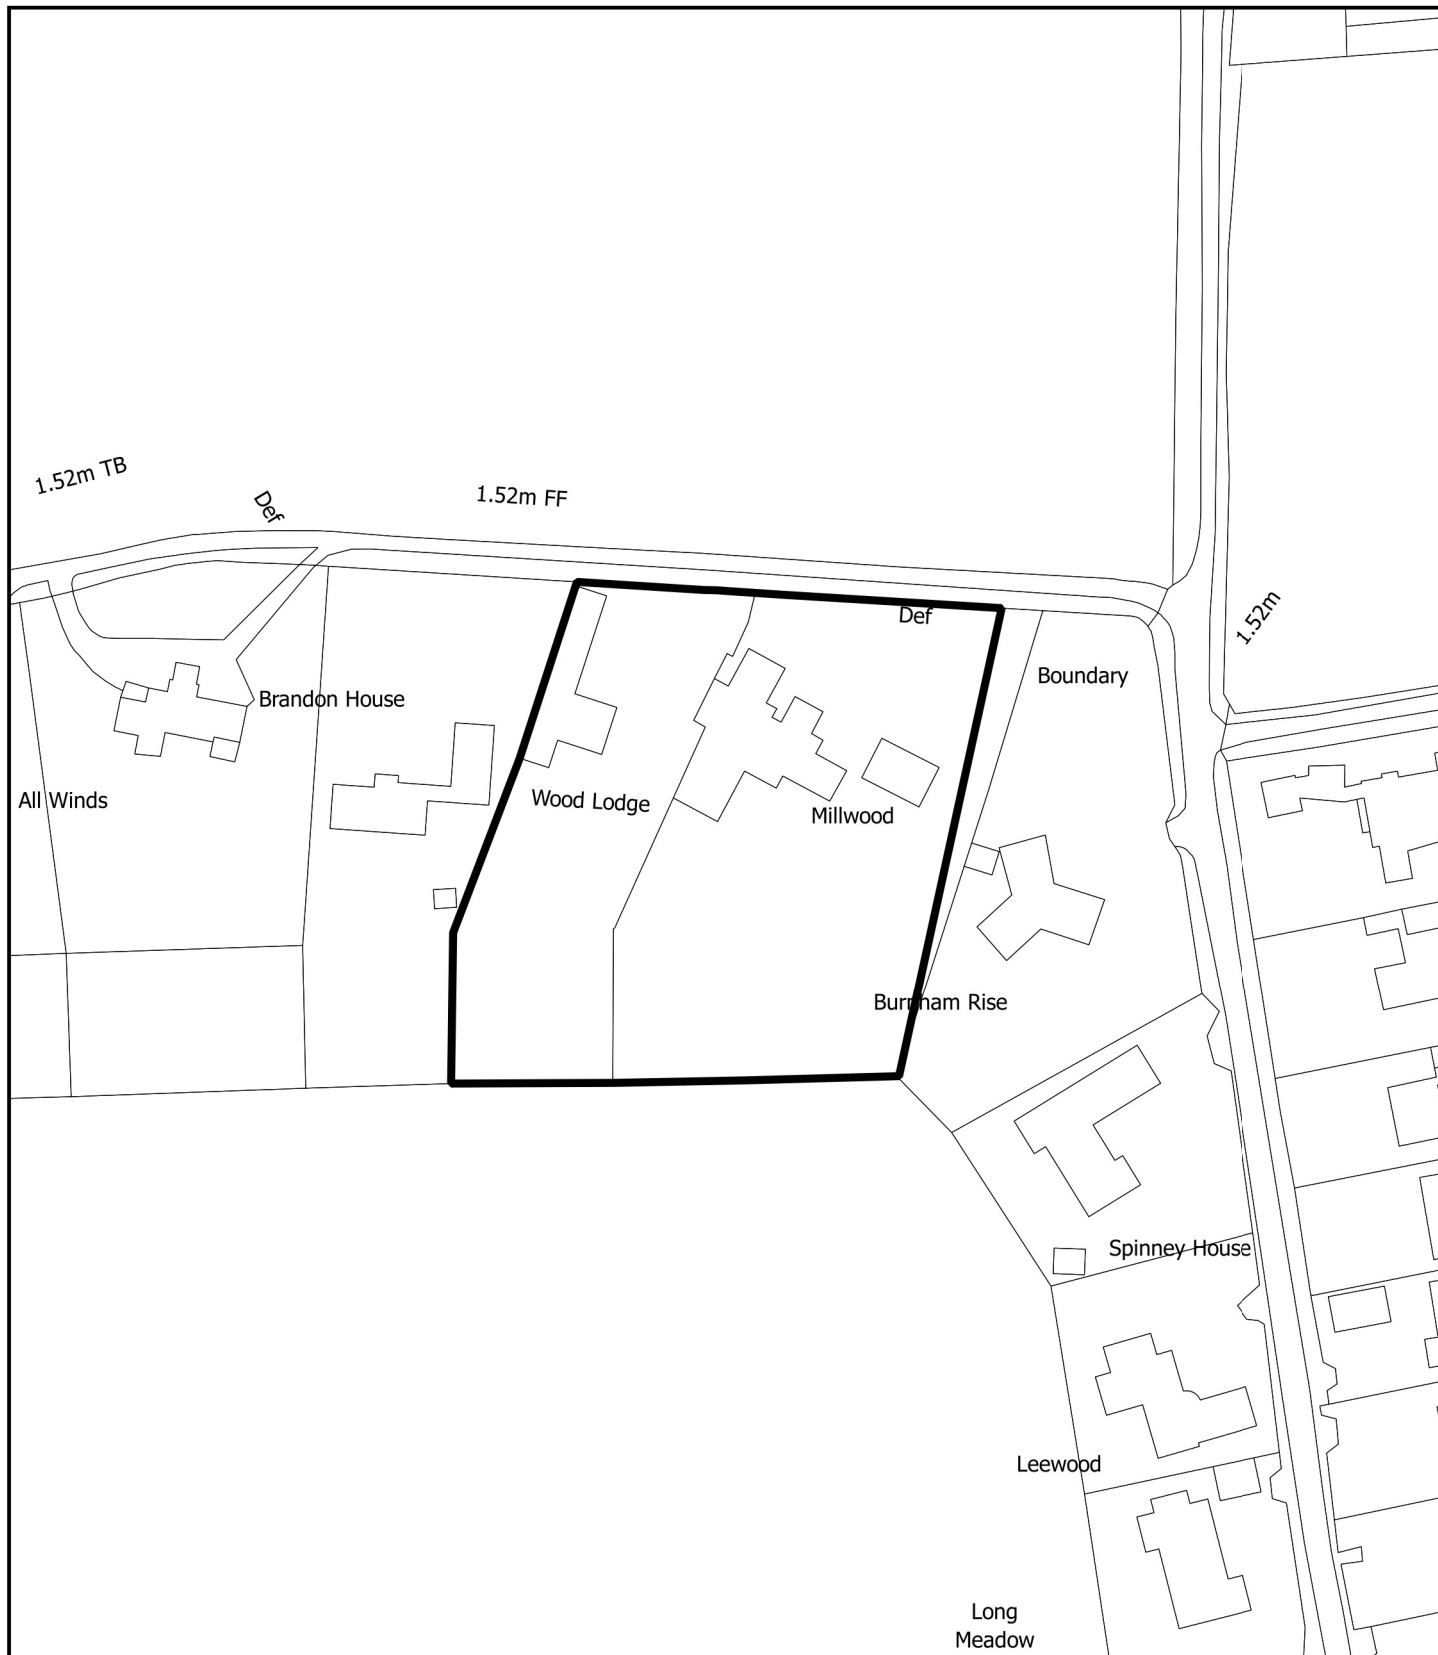 1.52m TB
Def
1.52m FF
1.52m
Def
Boundary
Brandon House
All Winds
Wood Lodge
Millwood
Burnham Rise
Spinney House
Leewood
Long
Meadow